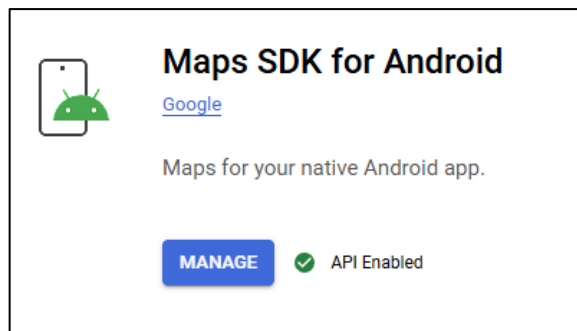 Maps SDK for Android
Google
Maps for your native Android app.
MANAGE API Enabled